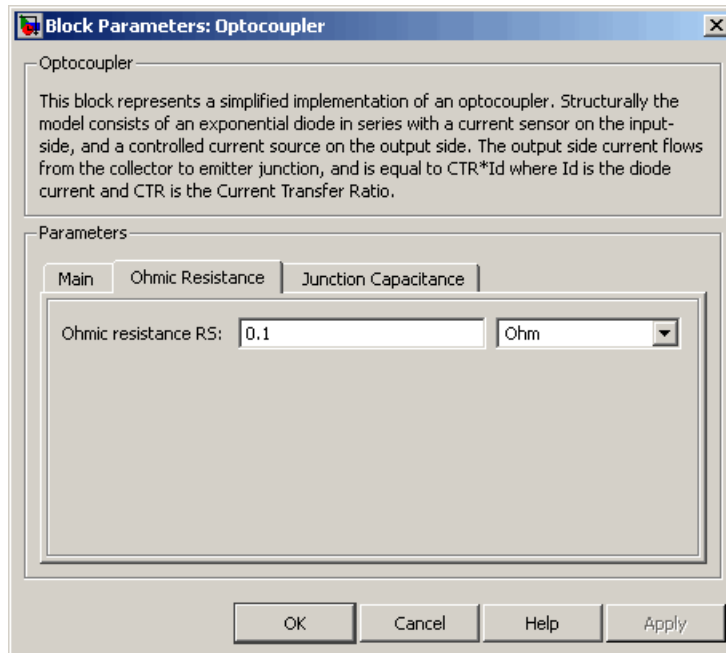 Block Parameters: Optocoupler
Optocoupler
This block represents a simplified implementation of an optocoupler. Structurally the
model consists of an exponential diode in series with a current sensor on the input-
side, and a controlled current source on the output side. The output side current flows
from the collector to emitter junction, and is equal to CTR*Id where Id is the diode
current and CTR is the Current Transfer Ratio.
Parameters
Main Ohmic Resistance Junction Capacitance
Ohmic resistance RS: 0.1 Ohm
OK Cancel Help Apply